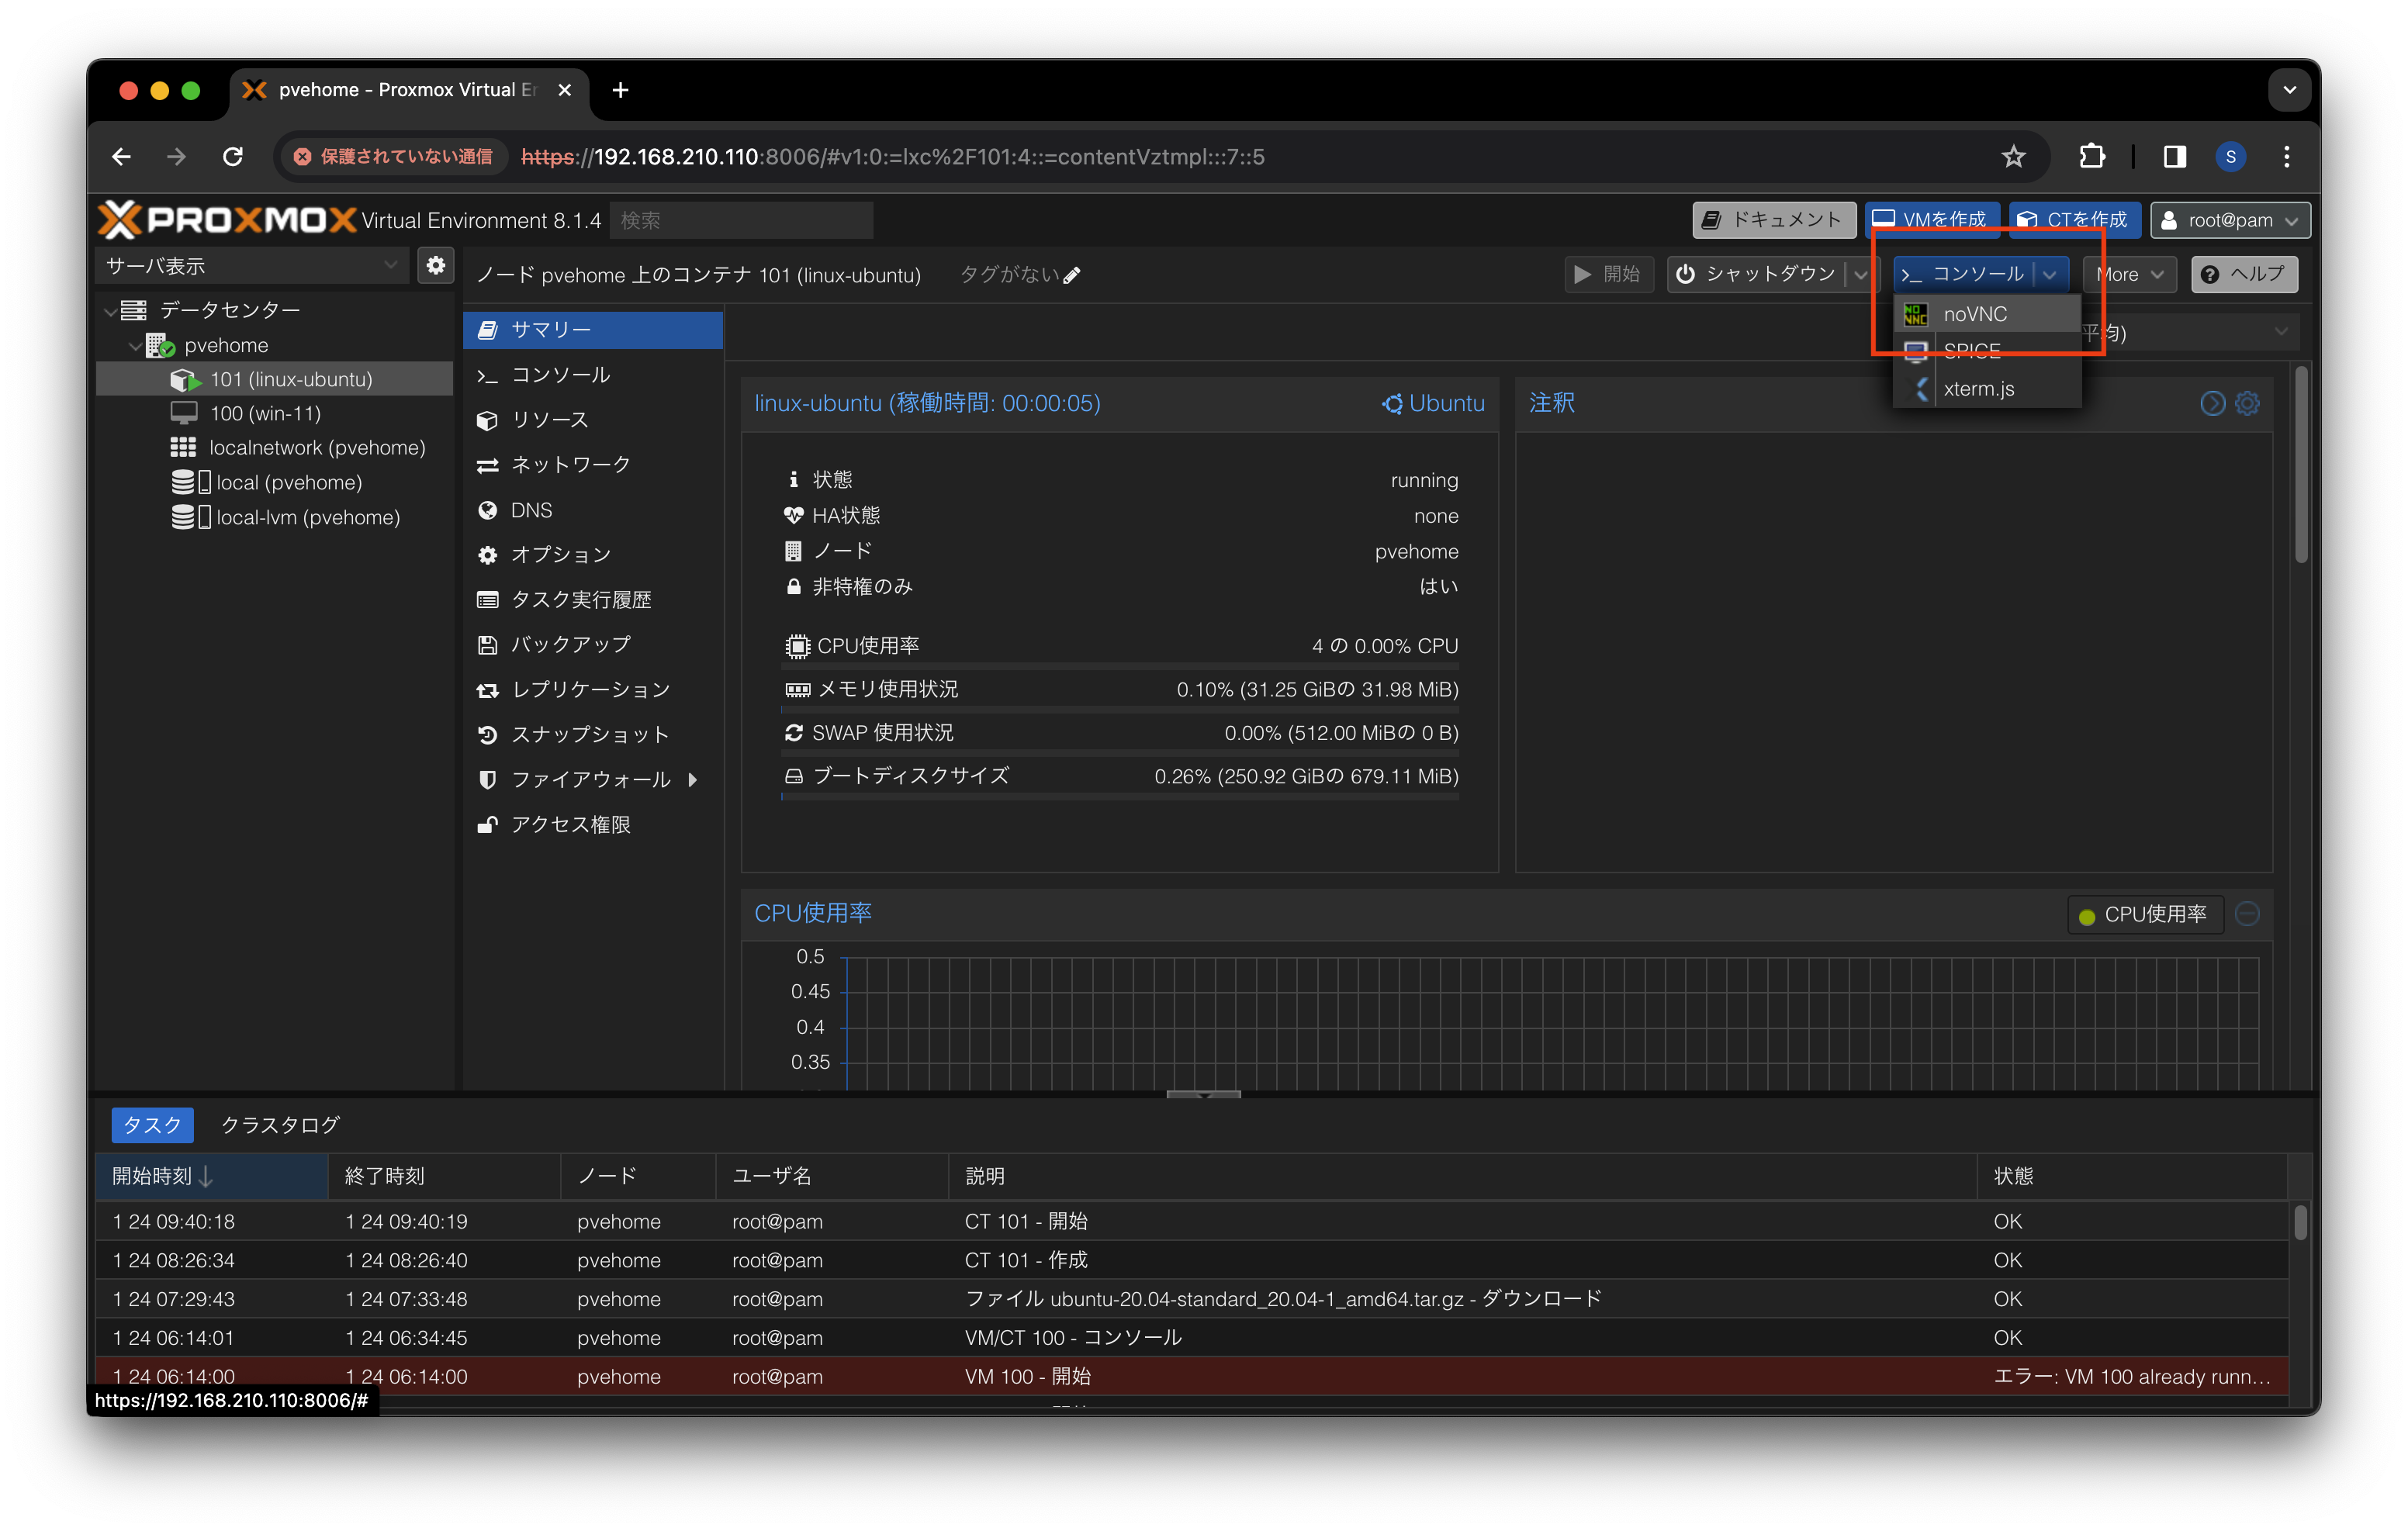 pvehome - Proxmox Virtual Er
保護されていない通信 https://192.168.210.110:8006/#v1:0:=lxc%2F101:4::=contentVztmpl:::7::5
S
PROXMOX Virtual Environment 8.1.4 検索 ドキュメント VMを作成 CTを作成 root@pam
サーバ表示
ノード pvehome 上のコンテナ 101 (linux-ubuntu) タグがない 開始 シャットダウン コンソール More ヘルプ
データセンター
pvehome
101 (linux-ubuntu)
100 (win-11)
localnetwork (pvehome)
local (pvehome)
local-lvm (pvehome)
サマリー
コンソール
リソース
ネットワーク
DNS
オプション
タスク実行履歴
バックアップ
レプリケーション
スナップショット
ファイアウォール
アクセス権限
NO VNC noVNC
SPICE
xterm.js
平均)
linux-ubuntu (稼働時間: 00:00:05) Ubuntu
状態 running
HA状態 none
ノード pvehome
非特権のみ はい
CPU使用率 4 の 0.00% CPU
メモリ使用状況 0.10% (31.25 GiBの 31.98 MiB)
SWAP 使用状況 0.00% (512.00 MiBの 0 B)
ブートディスクサイズ 0.26% (250.92 GiBの 679.11 MiB)
注釈
CPU使用率 CPU使用率
0.5
0.45
0.4
0.35
タスク クラスタログ
開始時刻 終了時刻 ノード ユーザ名 説明 状態
1 24 09:40:18 1 24 09:40:19 pvehome root@pam CT 101 - 開始 OK
1 24 08:26:34 1 24 08:26:40 pvehome root@pam CT 101 - 作成 OK
1 24 07:29:43 1 24 07:33:48 pvehome root@pam ファイル ubuntu-20.04-standard_20.04-1_amd64.tar.gz - ダウンロード OK
1 24 06:14:01 1 24 06:34:45 pvehome root@pam VM/CT 100 - コンソール OK
1 24 06:14:00 1 24 06:14:00 pvehome root@pam VM 100 - 開始 エラー: VM 100 already runn...
https://192.168.210.110:8006/#